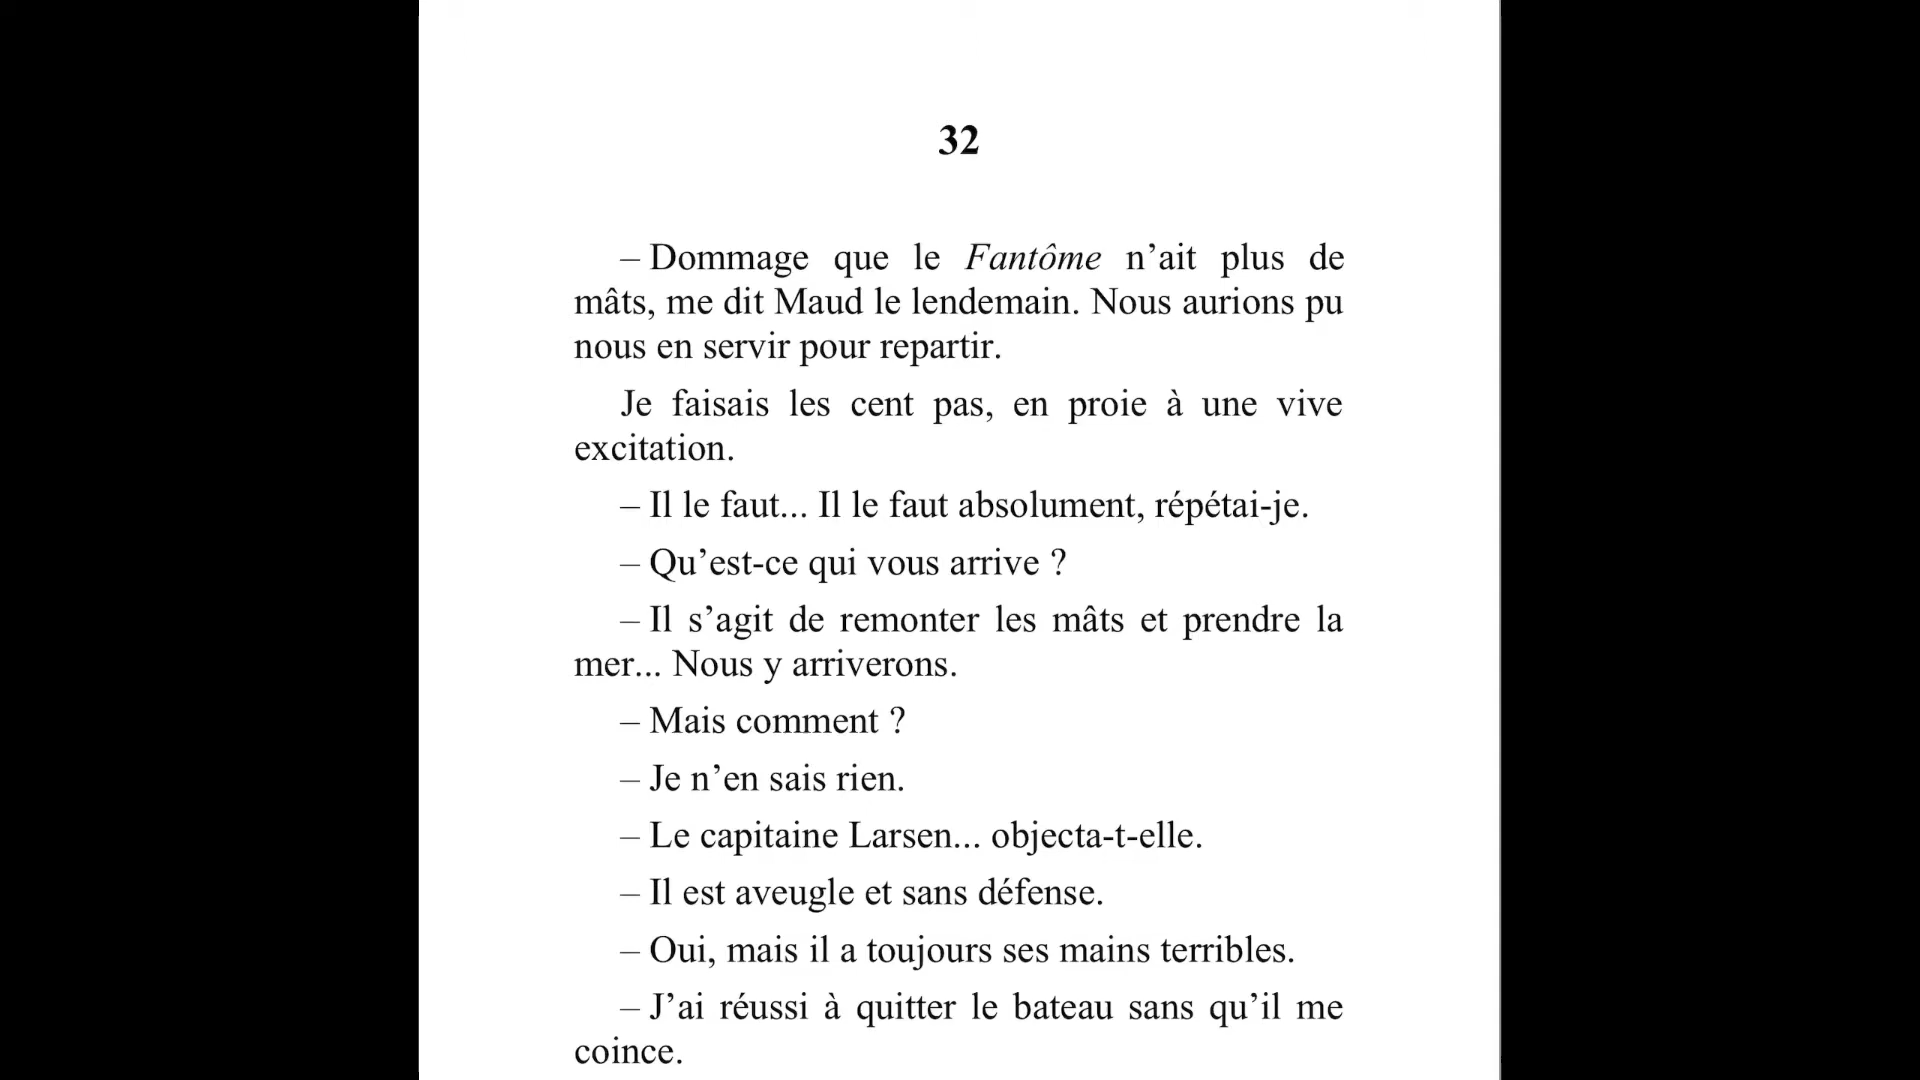 32
– Dommage que le Fantôme n’ait plus de
mâts, me dit Maud le lendemain. Nous aurions pu
nous en servir pour repartir.
Je faisais les cent pas, en proie à une vive
excitation.
– Il le faut... Il le faut absolument, répétai-je.
– Qu’est-ce qui vous arrive ?
– Il s’agit de remonter les mâts et prendre la
mer... Nous y arriverons.
– Mais comment ?
– Je n’en sais rien.
– Le capitaine Larsen... objecta-t-elle.
– Il est aveugle et sans défense.
– Oui, mais il a toujours ses mains terribles.
– J’ai réussi à quitter le bateau sans qu’il me
coince.